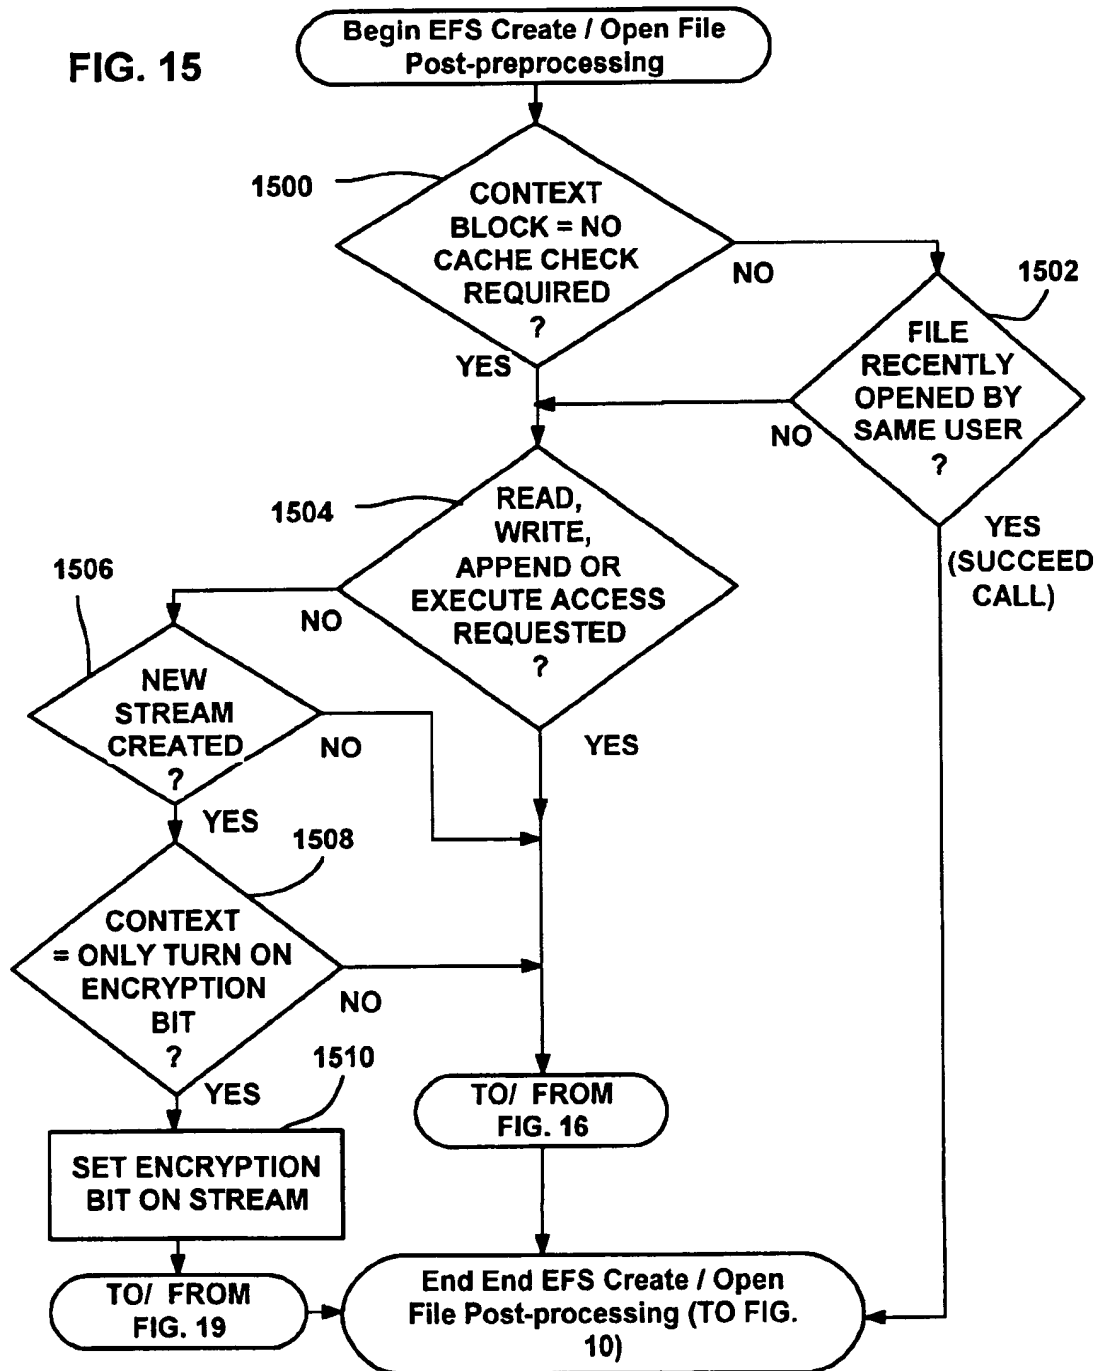 FIG. 15
Begin EFS Create / Open File
Post-preprocessing
1500
CONTEXT
BLOCK = NO
CACHE CHECK
REQUIRED
?
NO
YES
1502
FILE
RECENTLY
OPENED BY
SAME USER
?
NO
YES
(SUCCEED
CALL)
1504
READ,
WRITE,
APPEND OR
EXECUTE ACCESS
REQUESTED
?
NO
YES
1506
NEW
STREAM
CREATED
?
NO
YES
1508
CONTEXT
= ONLY TURN ON
ENCRYPTION
BIT
?
NO
YES
1510
SET ENCRYPTION
BIT ON STREAM
TO/ FROM
FIG. 16
TO/ FROM
FIG. 19
End End EFS Create / Open
File Post-processing (TO FIG.
10)